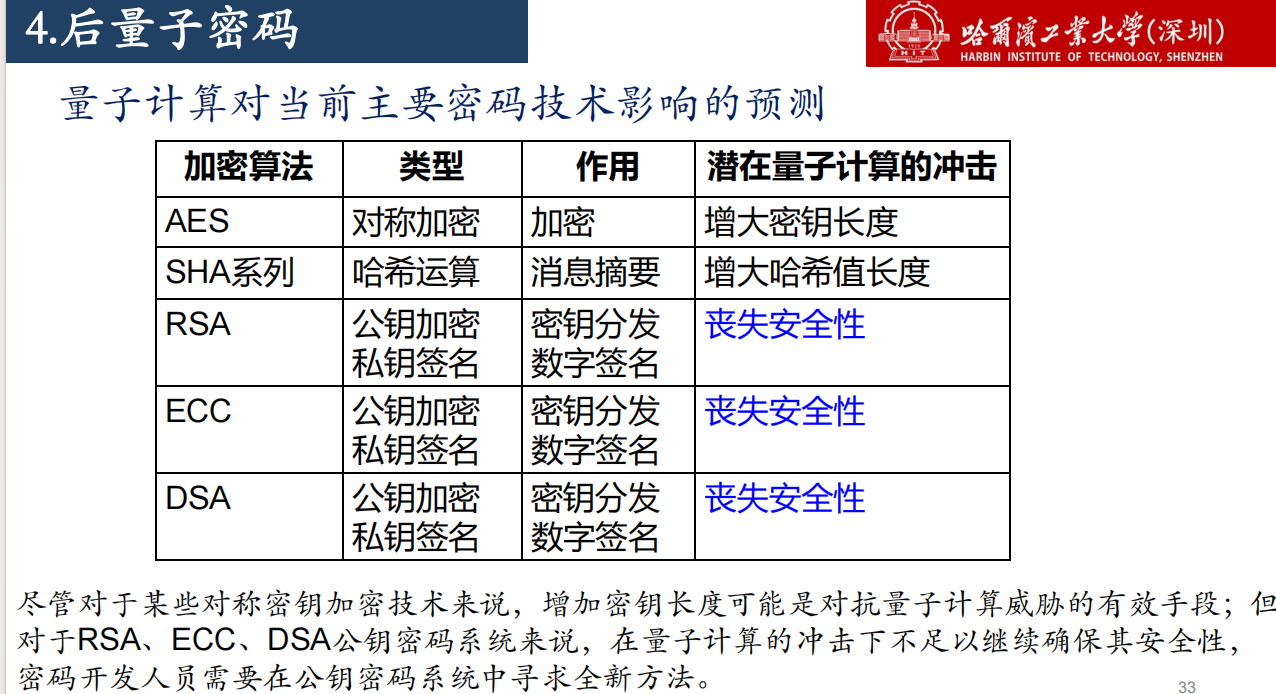 4.后量子密码
哈爾濱工業大學(深圳)
HARBIN INSTITUTE OF TECHNOLOGY, SHENZHEN
HIT
量子计算对当前主要密码技术影响的预测
加密算法 类型 作用 潜在量子计算的冲击
AES 对称加密 加密 增大密钥长度
SHA系列 哈希运算 消息摘要 增大哈希值长度
RSA 公钥加密 密钥分发 丧失安全性
私钥签名 数字签名
ECC 公钥加密 密钥分发 丧失安全性
私钥签名 数字签名
DSA 公钥加密 密钥分发 丧失安全性
私钥签名 数字签名
尽管对于某些对称密钥加密技术来说，增加密钥长度可能是对抗量子计算威胁的有效手段；但
对于RSA、ECC、DSA公钥密码系统来说，在量子计算的冲击下不足以继续确保其安全性，
密码开发人员需要在公钥密码系统中寻求全新方法。
33